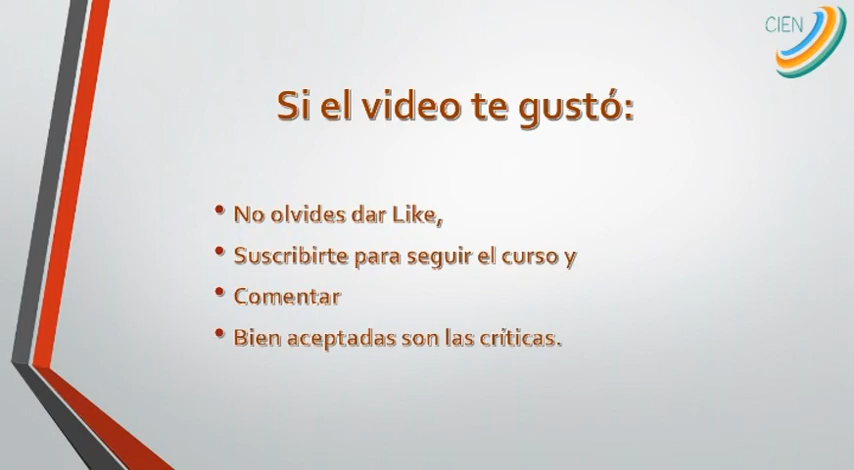 CIEN
Si el video te gustó:
• No olvides dar Like,
• Suscribirte para seguir el curso y
• Comentar
• Bien aceptadas son las criticas.